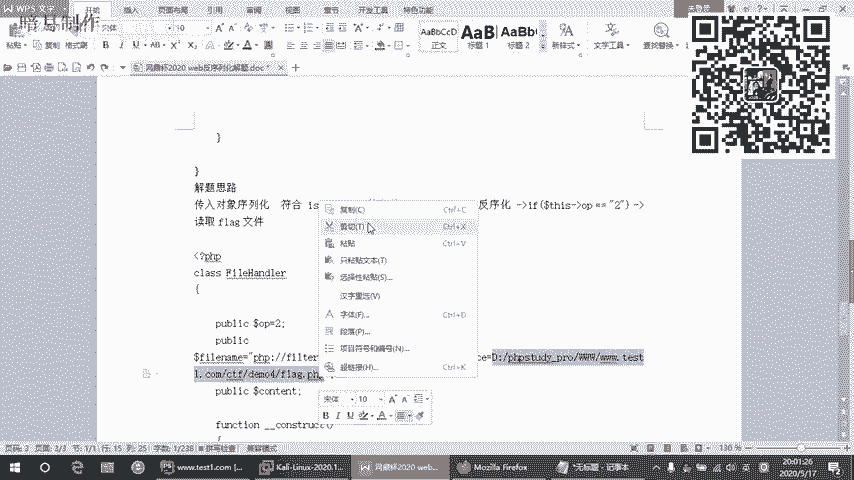 WPS 文字
暗月制作
开始 插入 页面布局 引用 审阅 视图 章节 开发工具
未登录
粘贴 剪切 复制 格式刷
宋体 10
AaBbCcD AaB AaBb AaBbC
正文 标题 1 标题 2 新样式 文字工具 查找替换
网鼎杯2020 web反序列化解题.doc *
}
}
解题思路
传入对象序列化 符合 is 反序化 ->if($this->op == "2") ->
读取 flag 文件
<?php
class FileHandler
{
public $op=2;
public
$filename="php://filter ce=D:/phpstudy_pro/WWW/www.test
1.com/ctf/demo4/flag.ph
public $content;
function __construct()
{
复制(C) Ctrl+C
剪切(T) Ctrl+X
粘贴 Ctrl+V
只粘贴文本(T)
选择性粘贴(S)...
汉字重选(V)
字体(F)... Ctrl+D
段落(P)...
项目符号和编号(N)...
超链接(H)... Ctrl+K
宋体 10
B I U A
页码: 3 页面: 3/3 节: 1/1 行: 15 列: 25 字数: 1/238 拼写检查 兼容模式 130 %
www.test1.com [... Kali-Linux-2020.1... 网鼎杯2020 web... Mozilla Firefox *无标题 - 记事本
20:01:26
2020/5/17